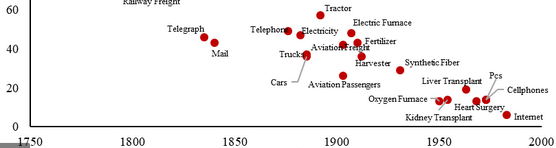 Railway Freight
60
Tractor
Electric Furnace
Telegraph
Telephone
Electricity
Fertilizer
Mail
Aviation Freight
40
Trucks
Harvester
Synthetic Fiber
Cars
Aviation Passengers
Pcs
Liver Transplant
Cellphones
20
Oxygen Furnace
Heart Surgery
Kidney Transplant
Internet
0
1750
1800
1850
1900
1950
2000